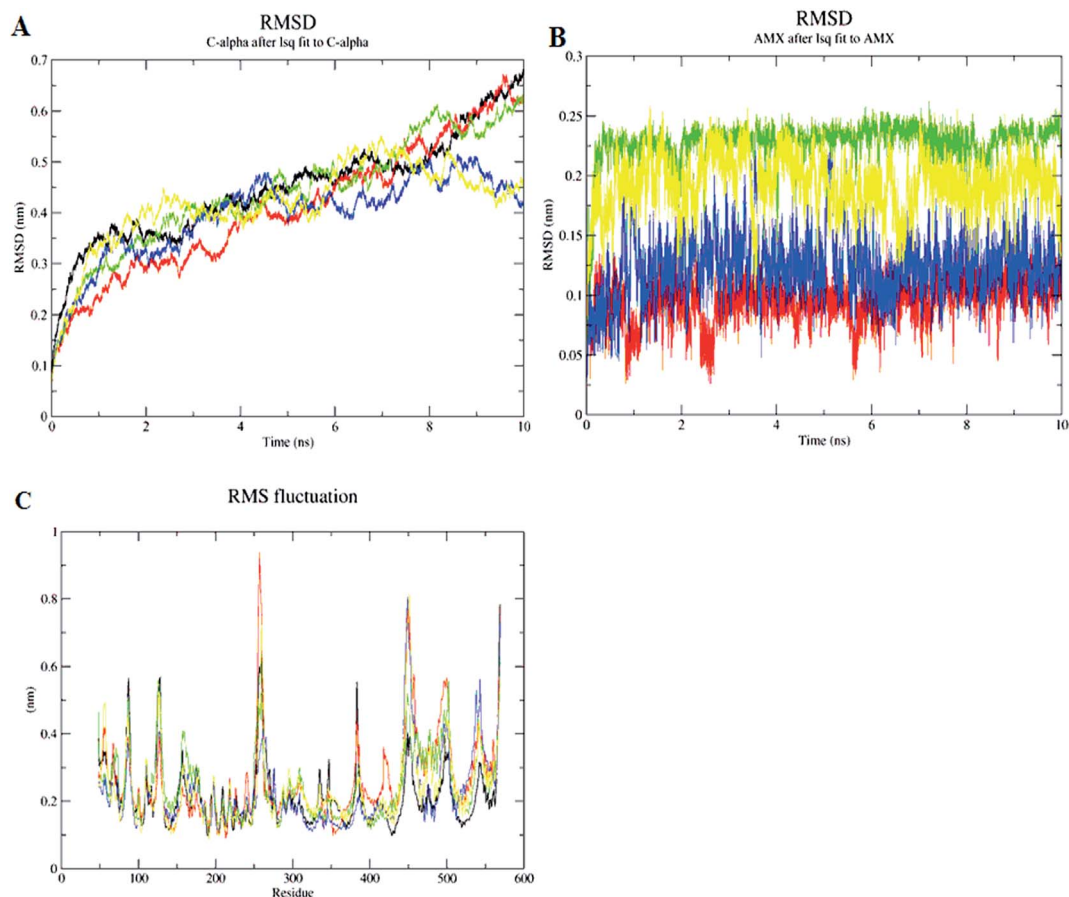 A
RMSD
C-alpha after lsq fit to C-alpha
RMSD (nm)
0.7
0.6
0.5
0.4
0.3
0.2
0.1
0
0 2 4 6 8 10
Time (ns)
B
RMSD
AMX after lsq fit to AMX
RMSD (nm)
0.3
0.25
0.2
0.15
0.1
0.05
0
0 2 4 6 8 10
Time (ns)
C
RMS fluctuation
(nm)
1
0.8
0.6
0.4
0.2
0
0 100 200 300 400 500 600
Residue